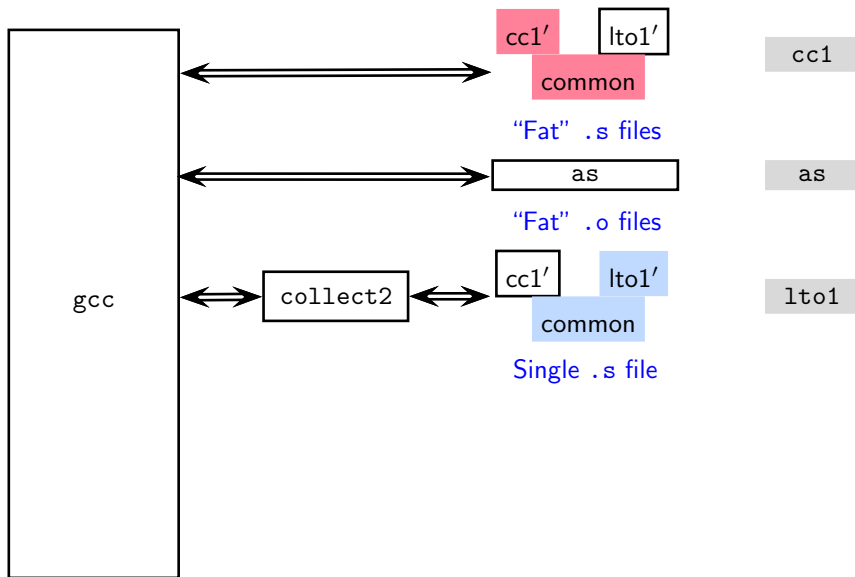 cc1′ lto1′ cc1
common
“Fat” .s files
as as
“Fat” .o files
cc1′ lto1′
gcc collect2 lto1
common
Single .s file